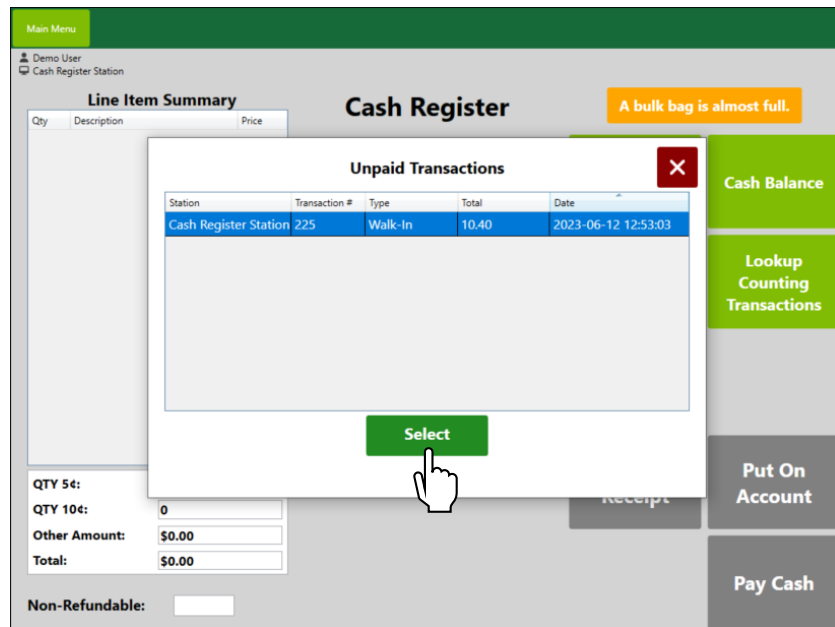 Main Menu
Demo User
Cash Register Station
Line Item Summary
Qty Description Price
Cash Register
A bulk bag is almost full.
Cash Balance
Lookup
Counting
Transactions
Unpaid Transactions
Station Transaction # Type Total Date
Cash Register Station 225 Walk-In 10.40 2023-06-12 12:53:03
Select
QTY 5¢:
QTY 10¢: 0
Other Amount: $0.00
Total: $0.00
Non-Refundable:
Receipt
Put On
Account
Pay Cash